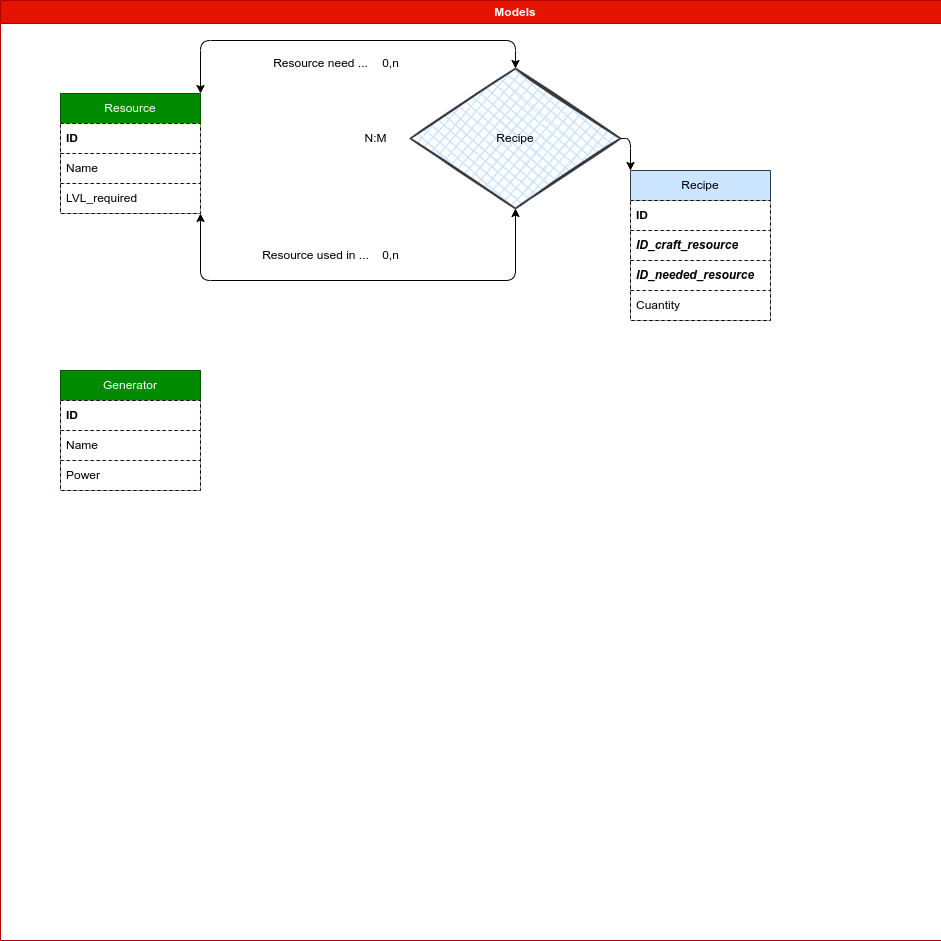 Models
Resource need ... 0,n
Resource
ID
Name
LVL_required
N:M
Recipe
Recipe
ID
ID_craft_resource
ID_needed_resource
Cuantity
Resource used in ... 0,n
Generator
ID
Name
Power